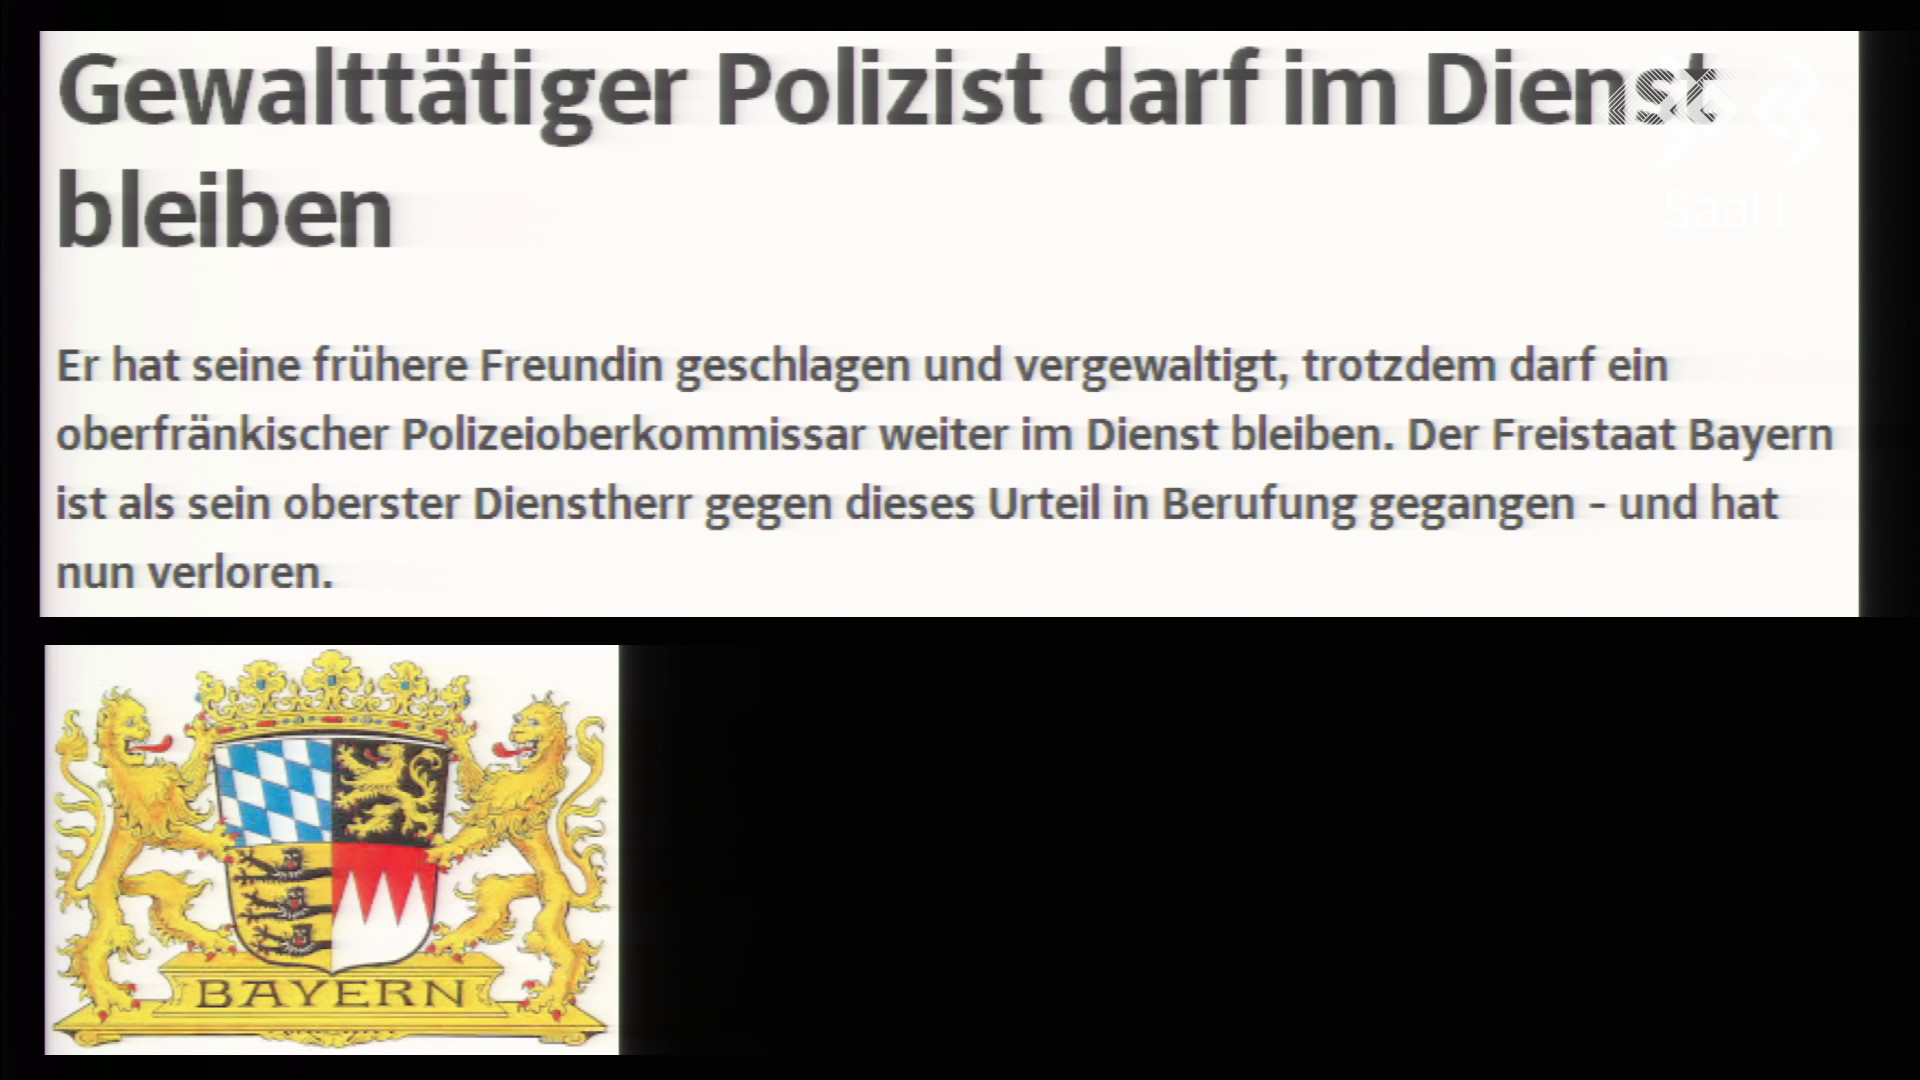 Gewalttätiger Polizist darf im Dienst
bleiben
Saal 1
Er hat seine frühere Freundin geschlagen und vergewaltigt, trotzdem darf ein
oberfränkischer Polizeioberkommissar weiter im Dienst bleiben. Der Freistaat Bayern
ist als sein oberster Dienstherr gegen dieses Urteil in Berufung gegangen - und hat
nun verloren.
BAYERN